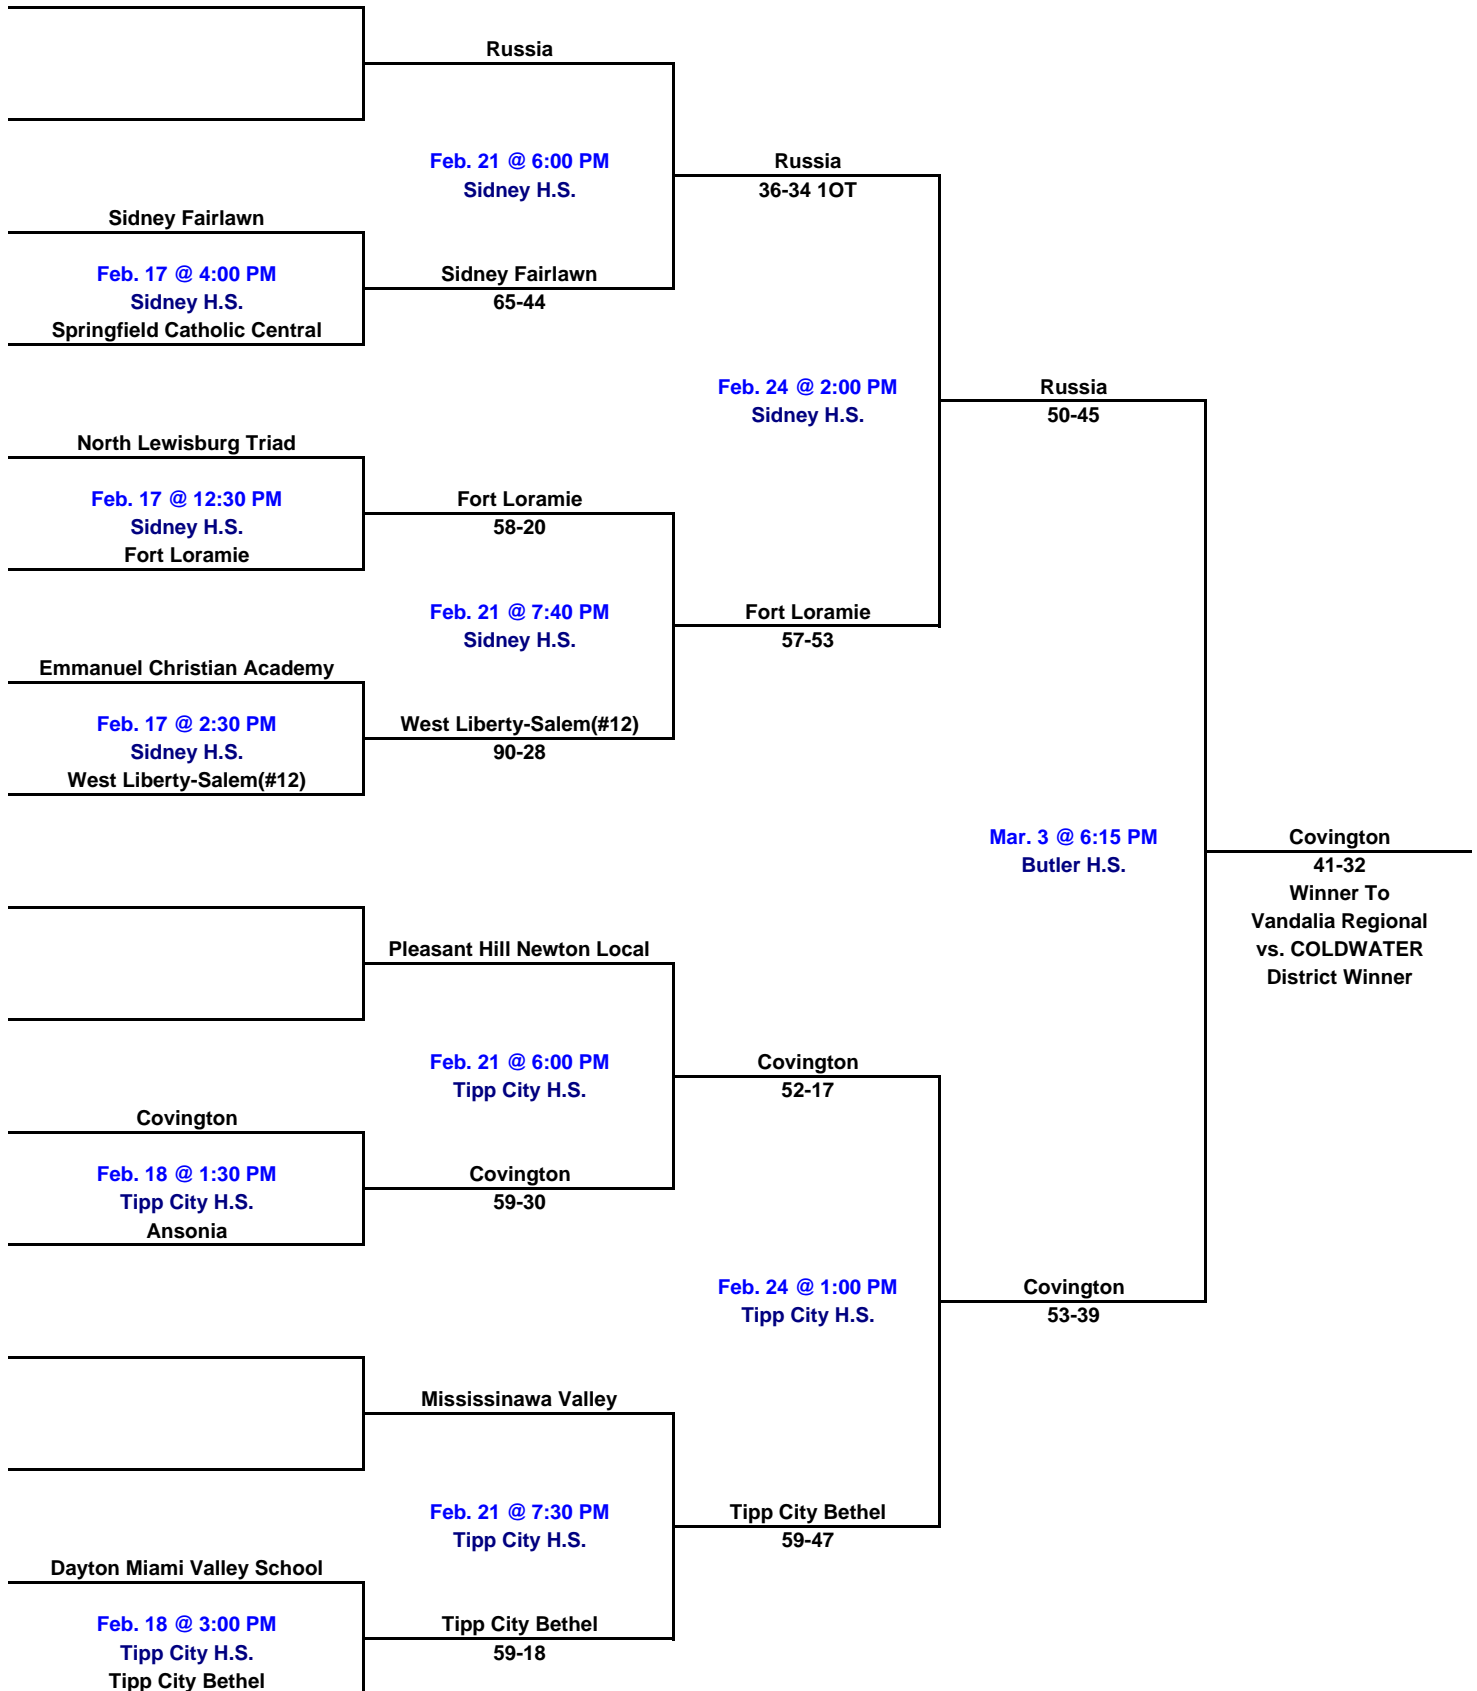 Russia
Feb. 21 @ 6:00 PM
Sidney H.S.
Russia
36-34 1OT
Sidney Fairlawn
Feb. 17 @ 4:00 PM
Sidney H.S.
Springfield Catholic Central
Sidney Fairlawn
65-44
Feb. 24 @ 2:00 PM
Sidney H.S.
Russia
50-45
North Lewisburg Triad
Feb. 17 @ 12:30 PM
Sidney H.S.
Fort Loramie
Fort Loramie
58-20
Feb. 21 @ 7:40 PM
Sidney H.S.
Fort Loramie
57-53
Emmanuel Christian Academy
Feb. 17 @ 2:30 PM
Sidney H.S.
West Liberty-Salem(#12)
West Liberty-Salem(#12)
90-28
Mar. 3 @ 6:15 PM
Butler H.S.
Covington
41-32
Winner To
Vandalia Regional
vs. COLDWATER
District Winner
Pleasant Hill Newton Local
Feb. 21 @ 6:00 PM
Tipp City H.S.
Covington
52-17
Covington
Feb. 18 @ 1:30 PM
Tipp City H.S.
Ansonia
Covington
59-30
Feb. 24 @ 1:00 PM
Tipp City H.S.
Covington
53-39
Mississinawa Valley
Feb. 21 @ 7:30 PM
Tipp City H.S.
Tipp City Bethel
59-47
Dayton Miami Valley School
Feb. 18 @ 3:00 PM
Tipp City H.S.
Tipp City Bethel
Tipp City Bethel
59-18